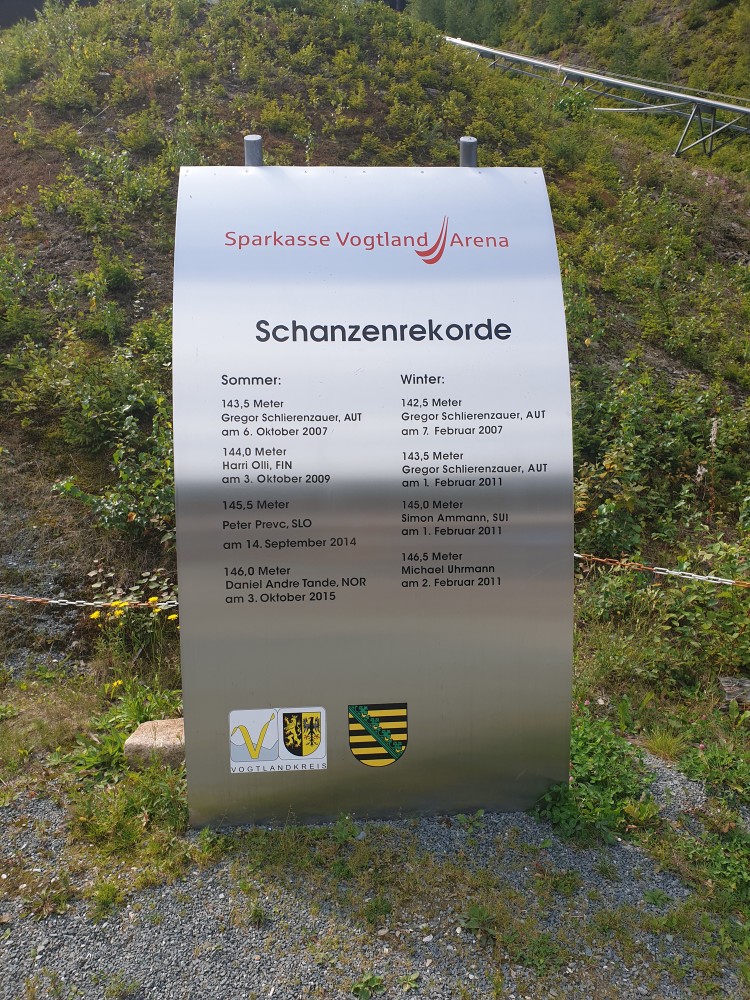 Sparkasse Vogtland Arena
Schanzenrekorde
Sommer:
143,5 Meter
Gregor Schlierenzauer, AUT
am 6. Oktober 2007
144,0 Meter
Harri Olli, FIN
am 3. Oktober 2009
145,5 Meter
Peter Prevc, SLO
am 14. September 2014
146,0 Meter
Daniel Andre Tande, NOR
am 3. Oktober 2015
Winter:
142,5 Meter
Gregor Schlierenzauer, AUT
am 7. Februar 2007
143,5 Meter
Gregor Schlierenzauer, AUT
am 1. Februar 2011
145,0 Meter
Simon Ammann, SUI
am 1. Februar 2011
146,5 Meter
Michael Uhrmann
am 2. Februar 2011
VOGTLANDKREIS